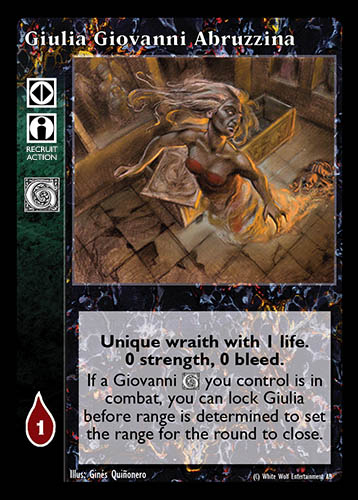 Giulia Giovanni Abruzzina
RECRUIT
ACTION
Unique wraith with 1 life.
0 strength, 0 bleed.
If a Giovanni you control is in
combat, you can lock Giulia
before range is determined to set
the range for the round to close.
1
Illus: Ginés Quiñonero
(C) White Wolf Entertainment AB